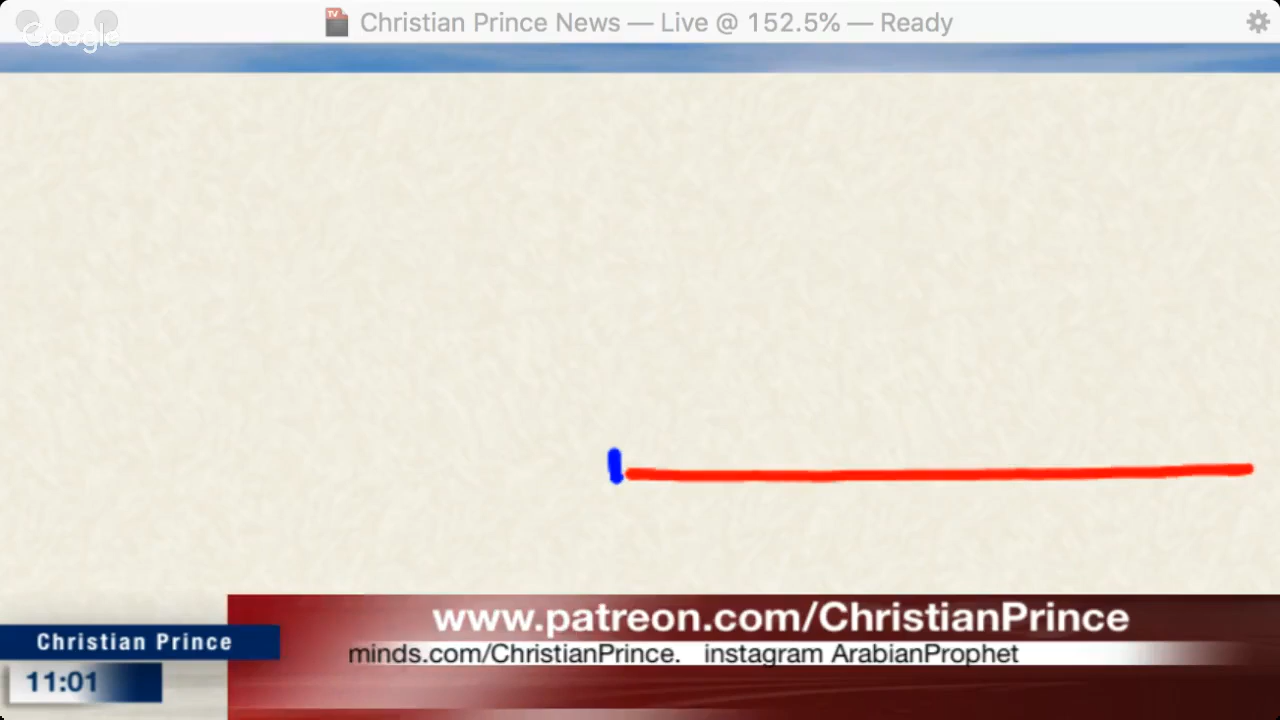 Christian Prince News — Live @ 152.5% — Ready
Google
www.patreon.com/ChristianPrince
minds.com/ChristianPrince. instagram ArabianProphet
Christian Prince
11:01